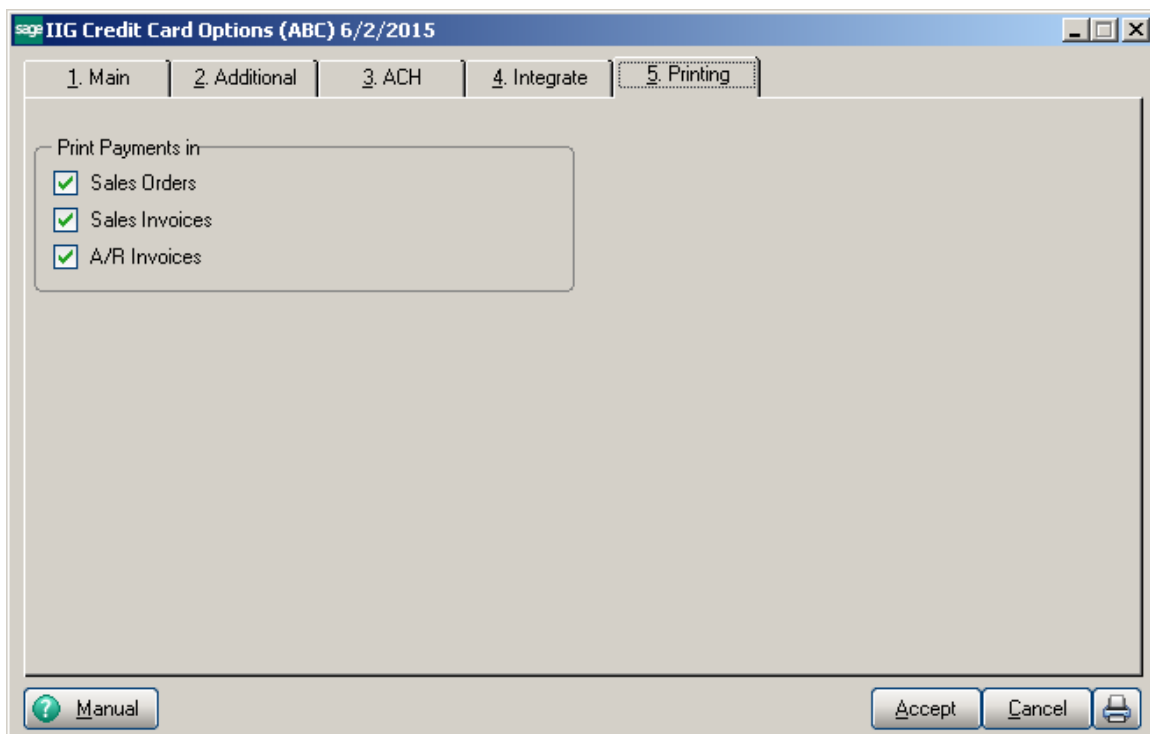 sage IIG Credit Card Options (ABC) 6/2/2015
1. Main 2. Additional 3. ACH 4. Integrate 5. Printing
Print Payments in
Sales Orders
Sales Invoices
A/R Invoices
Manual Accept Cancel